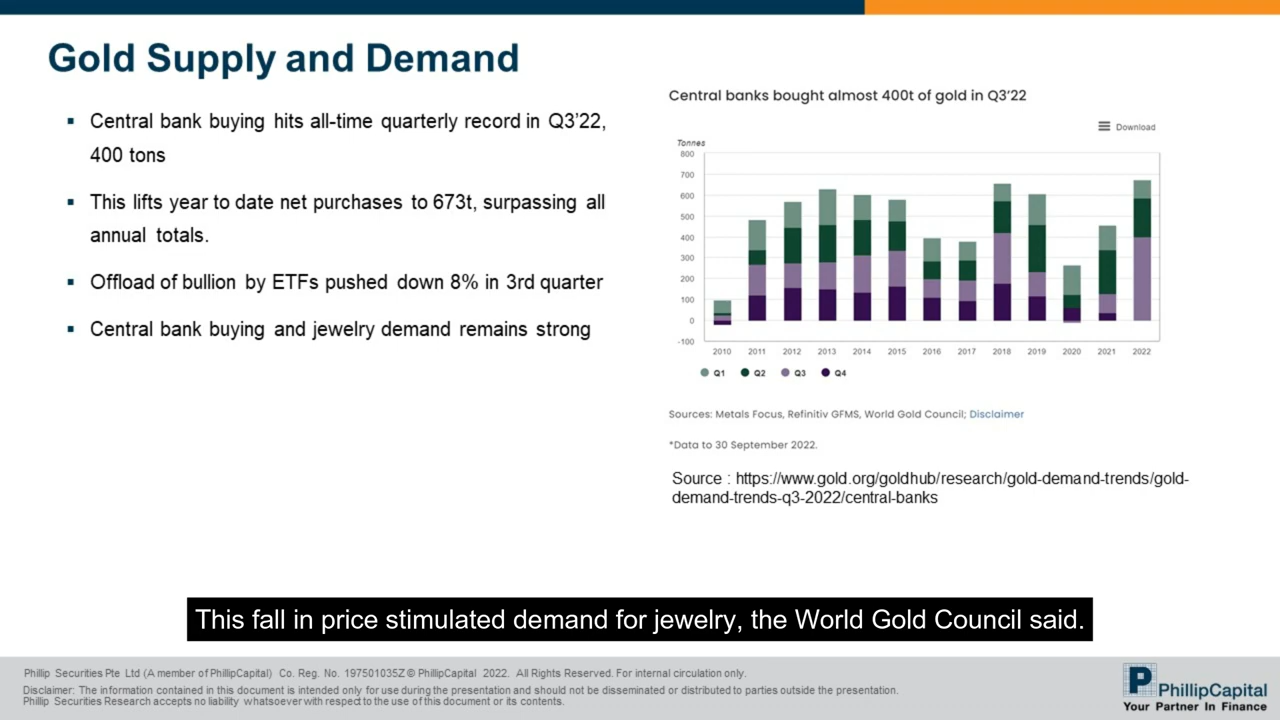 Gold Supply and Demand
▪ Central bank buying hits all-time quarterly record in Q3’22,
400 tons
▪ This lifts year to date net purchases to 673t, surpassing all
annual totals.
▪ Offload of bullion by ETFs pushed down 8% in 3rd quarter
▪ Central bank buying and jewelry demand remains strong
Central banks bought almost 400t of gold in Q3’22
Download
Tonnes
800
700
600
500
400
300
200
100
0
-100
2010 2011 2012 2013 2014 2015 2016 2017 2018 2019 2020 2021 2022
Q1 Q2 Q3 Q4
Sources: Metals Focus, Refinitiv GFMS, World Gold Council; Disclaimer
*Data to 30 September 2022.
Source : https://www.gold.org/goldhub/research/gold-demand-trends/gold-
demand-trends-q3-2022/central-banks
This fall in price stimulated demand for jewelry, the World Gold Council said.
Phillip Securities Pte Ltd (A member of PhillipCapital) Co. Reg. No. 197501035Z © PhillipCapital 2022. All Rights Reserved. For internal circulation only.
Disclaimer: The information contained in this document is intended only for use during the presentation and should not be disseminated or distributed to parties outside the presentation.
Phillip Securities Research accepts no liability whatsoever with respect to the use of this document or its contents.
PhillipCapital
Your Partner In Finance